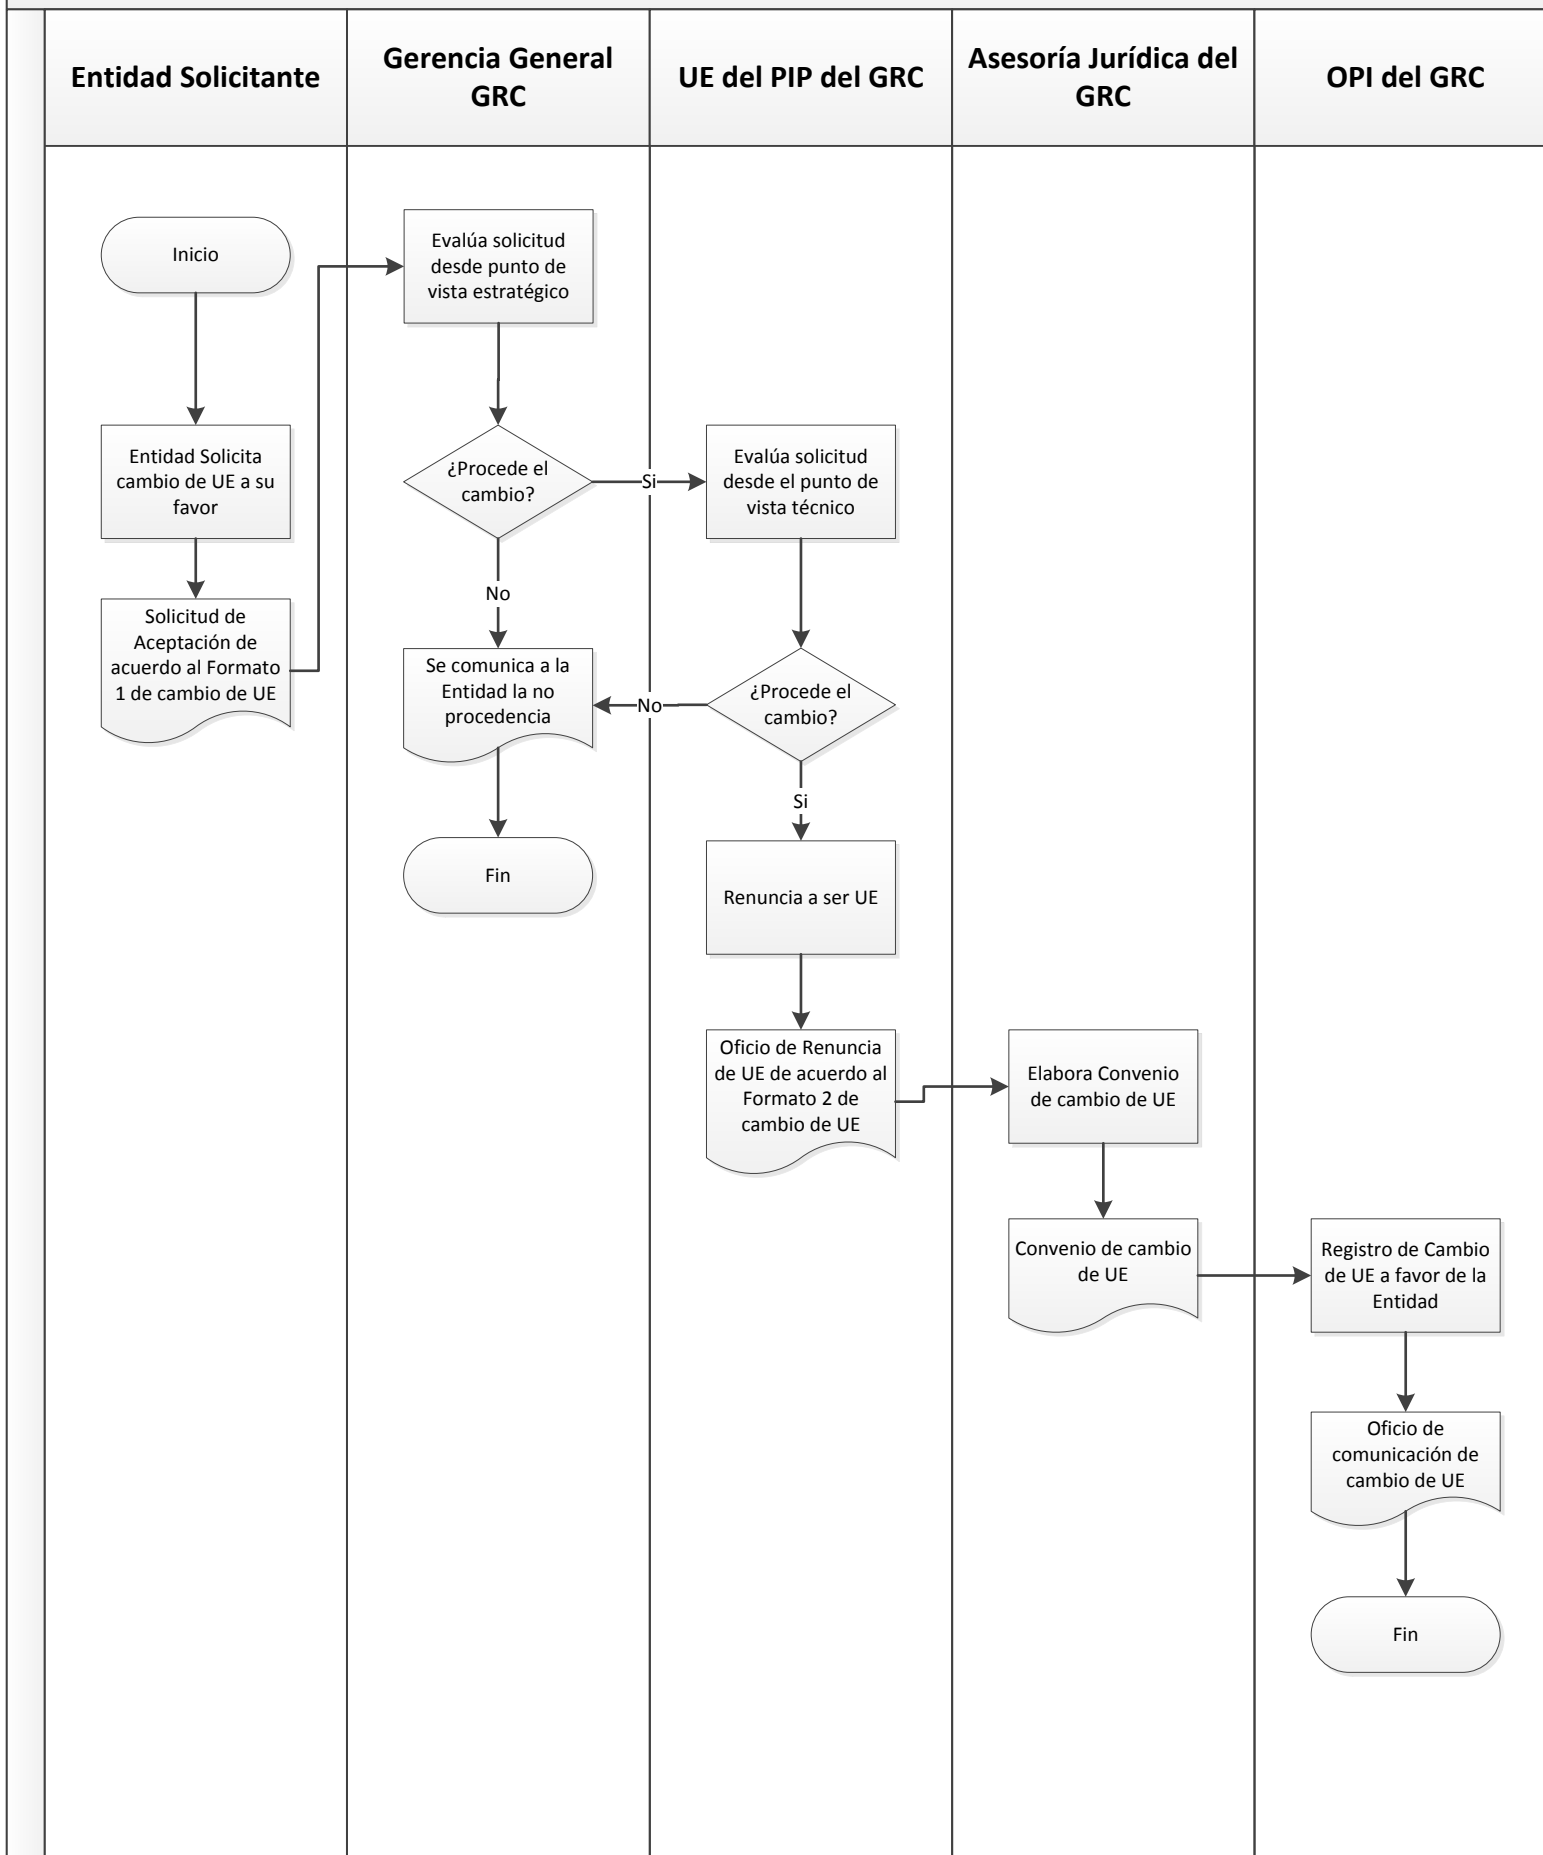 Entidad Solicitante
Gerencia General
GRC
UE del PIP del GRC
Asesoría Jurídica del
GRC
OPI del GRC
Inicio
Entidad Solicita
cambio de UE a su
favor
Solicitud de
Aceptación de
acuerdo al Formato
1 de cambio de UE
Evalúa solicitud
desde punto de
vista estratégico
¿Procede el
cambio?
Si
No
Se comunica a la
Entidad la no
procedencia
Fin
Evalúa solicitud
desde el punto de
vista técnico
¿Procede el
cambio?
No
Si
Renuncia a ser UE
Oficio de Renuncia
de UE de acuerdo al
Formato 2 de
cambio de UE
Elabora Convenio
de cambio de UE
Convenio de cambio
de UE
Registro de Cambio
de UE a favor de la
Entidad
Oficio de
comunicación de
cambio de UE
Fin